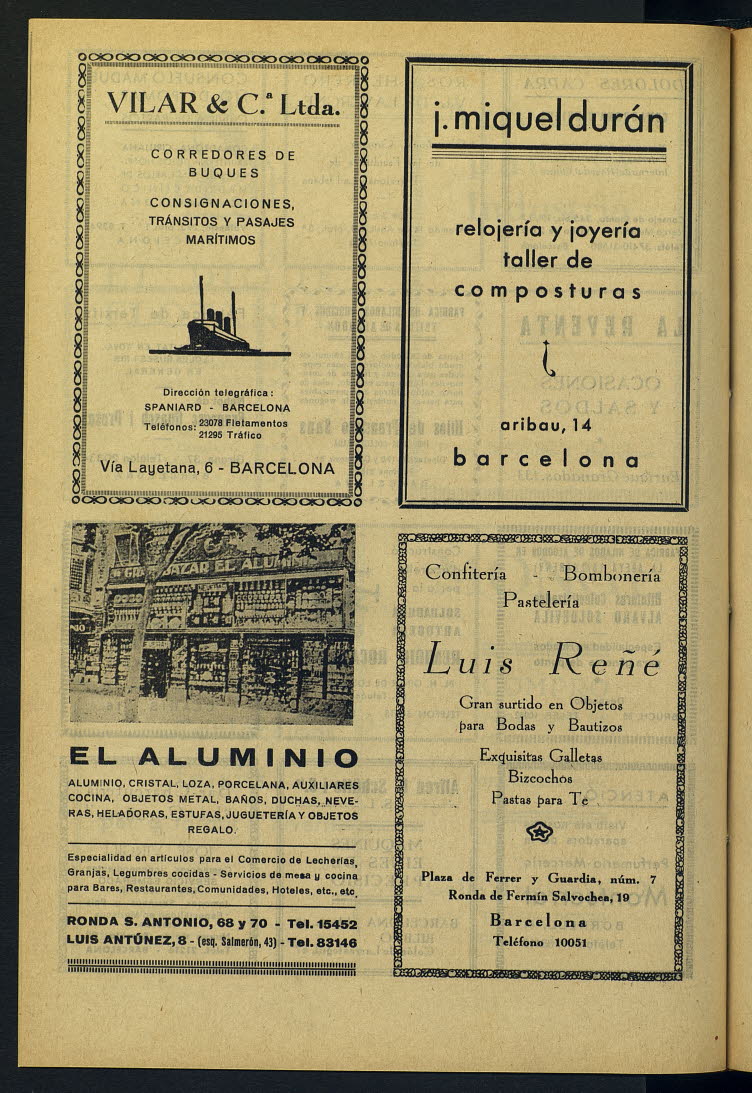 VILAR & C.ª Ltda.
CORREDORES DE
BUQUES
CONSIGNACIONES,
TRÁNSITOS Y PASAJES
MARÍTIMOS
Dirección telegráfica:
SPANIARD - BARCELONA
Teléfonos: 23078 Fletamentos
21295 Tráfico
Vía Layetana, 6 - BARCELONA
j. miquel durán
relojería y joyería
taller de
composturas
aribau, 14
barcelona
GRAN BAZAR EL ALUMINIO
EL ALUMINIO
ALUMINIO, CRISTAL, LOZA, PORCELANA, AUXILIARES
COCINA, OBJETOS METAL, BAÑOS, DUCHAS, NEVE-
RAS, HELADORAS, ESTUFAS, JUGUETERÍA Y OBJETOS
REGALO.
Especialidad en artículos para el Comercio de Lecherías,
Granjas, Legumbres cocidas - Servicios de mesa y cocina
para Bares, Restaurantes, Comunidades, Hoteles, etc., etc.
RONDA S. ANTONIO, 68 y 70 - Tel. 15452
LUIS ANTÚNEZ, 8 - (esq. Salmerón, 43) - Tel. 83146
Confitería - Bombonería
Pastelería
Luis Reñé
Gran surtido en Objetos
para Bodas y Bautizos
Exquisitas Galletas
Bizcochos
Pastas para Te
Plaza de Ferrer y Guardia, núm. 7
Ronda de Fermín Salvochea, 19
Barcelona
Teléfono 10051